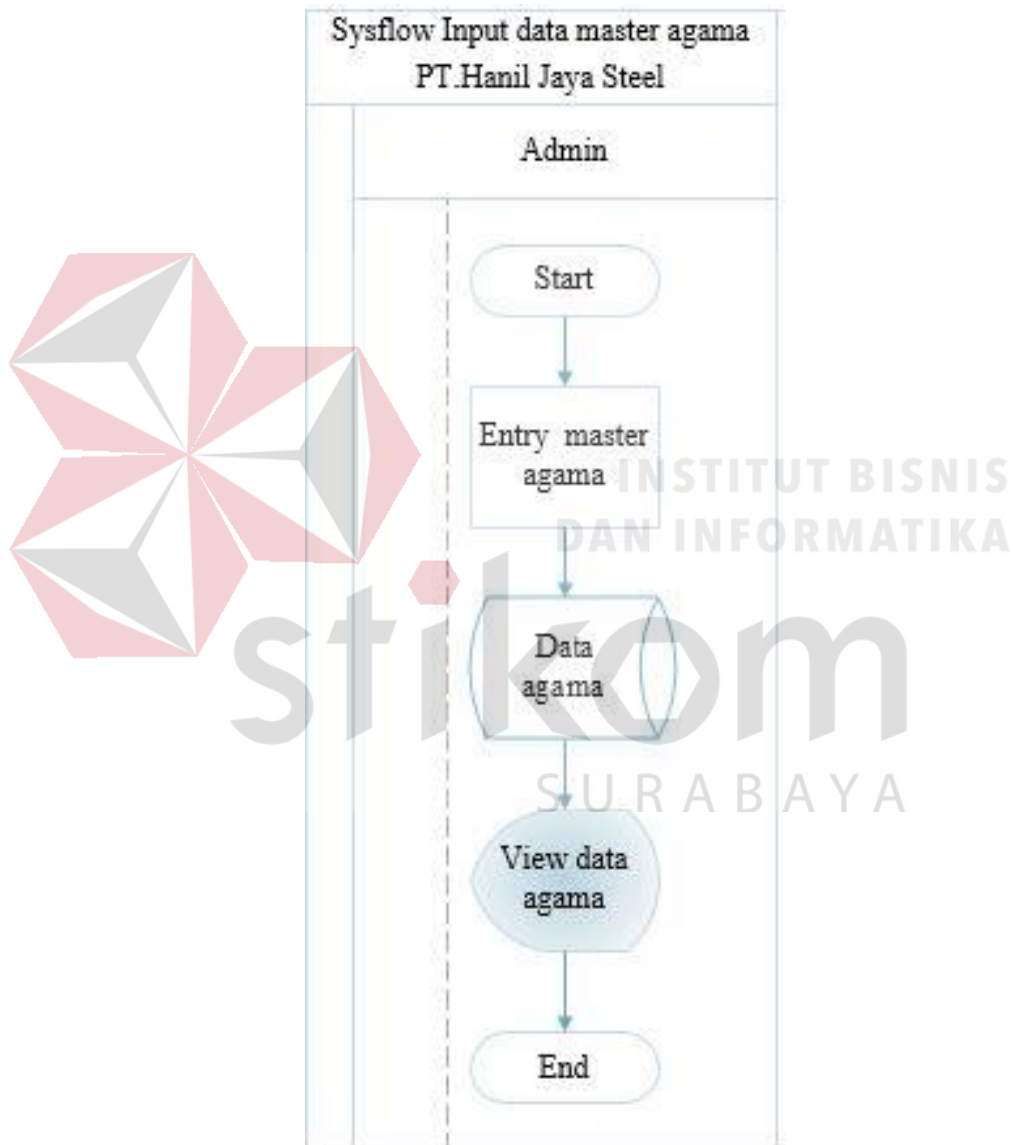 Sysflow Input data master agama
PT.Hanil Jaya Steel
Admin
Start
Entry master
agama
INSTITUT BISNIS
DAN INFORMATIKA
stikom
SURABAYA
Data
agama
View data
agama
End